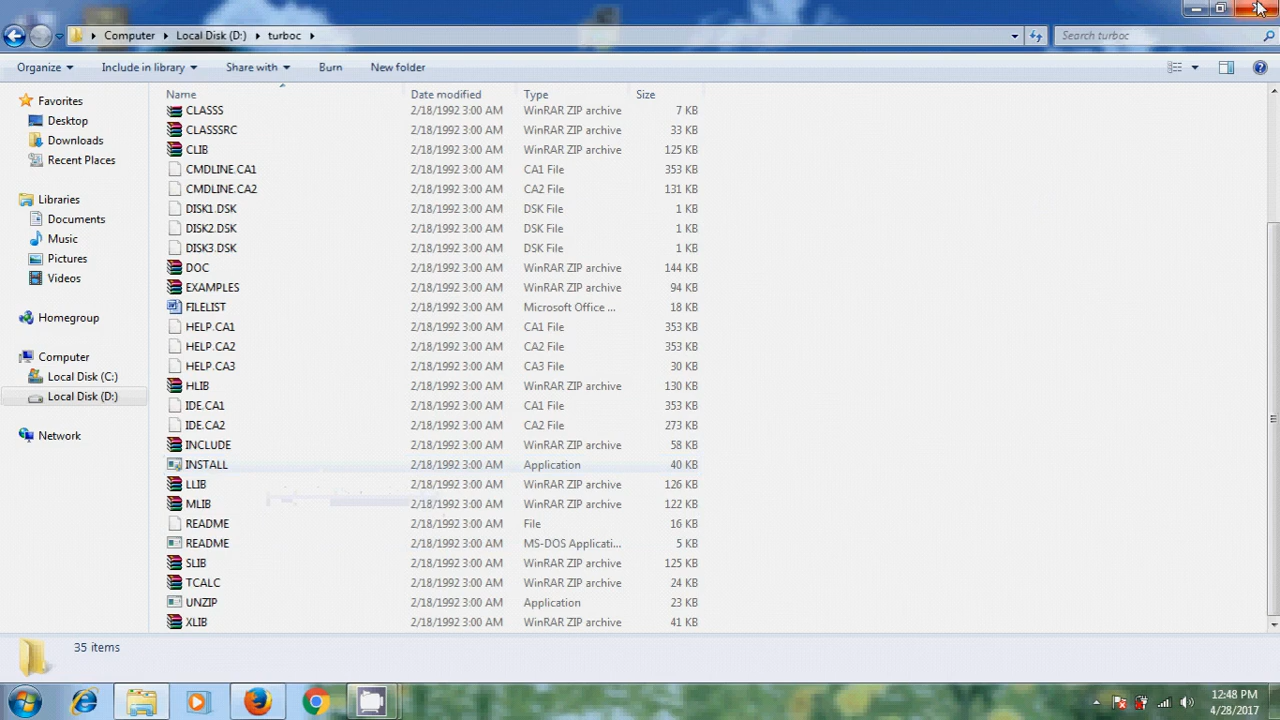 Computer Local Disk (D:) turboc Search turboc
Organize Include in library Share with Burn New folder
Favorites
Desktop
Downloads
Recent Places
Libraries
Documents
Music
Pictures
Videos
Homegroup
Computer
Local Disk (C:)
Local Disk (D:)
Network
Name Date modified Type Size
CLASSS 2/18/1992 3:00 AM WinRAR ZIP archive 7 KB
CLASSSRC 2/18/1992 3:00 AM WinRAR ZIP archive 33 KB
CLIB 2/18/1992 3:00 AM WinRAR ZIP archive 125 KB
CMDLINE.CA1 2/18/1992 3:00 AM CA1 File 353 KB
CMDLINE.CA2 2/18/1992 3:00 AM CA2 File 131 KB
DISK1.DSK 2/18/1992 3:00 AM DSK File 1 KB
DISK2.DSK 2/18/1992 3:00 AM DSK File 1 KB
DISK3.DSK 2/18/1992 3:00 AM DSK File 1 KB
DOC 2/18/1992 3:00 AM WinRAR ZIP archive 144 KB
EXAMPLES 2/18/1992 3:00 AM WinRAR ZIP archive 94 KB
FILELIST 2/18/1992 3:00 AM Microsoft Office ... 18 KB
HELP.CA1 2/18/1992 3:00 AM CA1 File 353 KB
HELP.CA2 2/18/1992 3:00 AM CA2 File 353 KB
HELP.CA3 2/18/1992 3:00 AM CA3 File 30 KB
HLIB 2/18/1992 3:00 AM WinRAR ZIP archive 130 KB
IDE.CA1 2/18/1992 3:00 AM CA1 File 353 KB
IDE.CA2 2/18/1992 3:00 AM CA2 File 273 KB
INCLUDE 2/18/1992 3:00 AM WinRAR ZIP archive 58 KB
INSTALL 2/18/1992 3:00 AM Application 40 KB
LLIB 2/18/1992 3:00 AM WinRAR ZIP archive 126 KB
MLIB 2/18/1992 3:00 AM WinRAR ZIP archive 122 KB
README 2/18/1992 3:00 AM File 16 KB
README 2/18/1992 3:00 AM MS-DOS Applicati... 5 KB
SLIB 2/18/1992 3:00 AM WinRAR ZIP archive 125 KB
TCALC 2/18/1992 3:00 AM WinRAR ZIP archive 24 KB
UNZIP 2/18/1992 3:00 AM Application 23 KB
XLIB 2/18/1992 3:00 AM WinRAR ZIP archive 41 KB
35 items
12:48 PM
4/28/2017